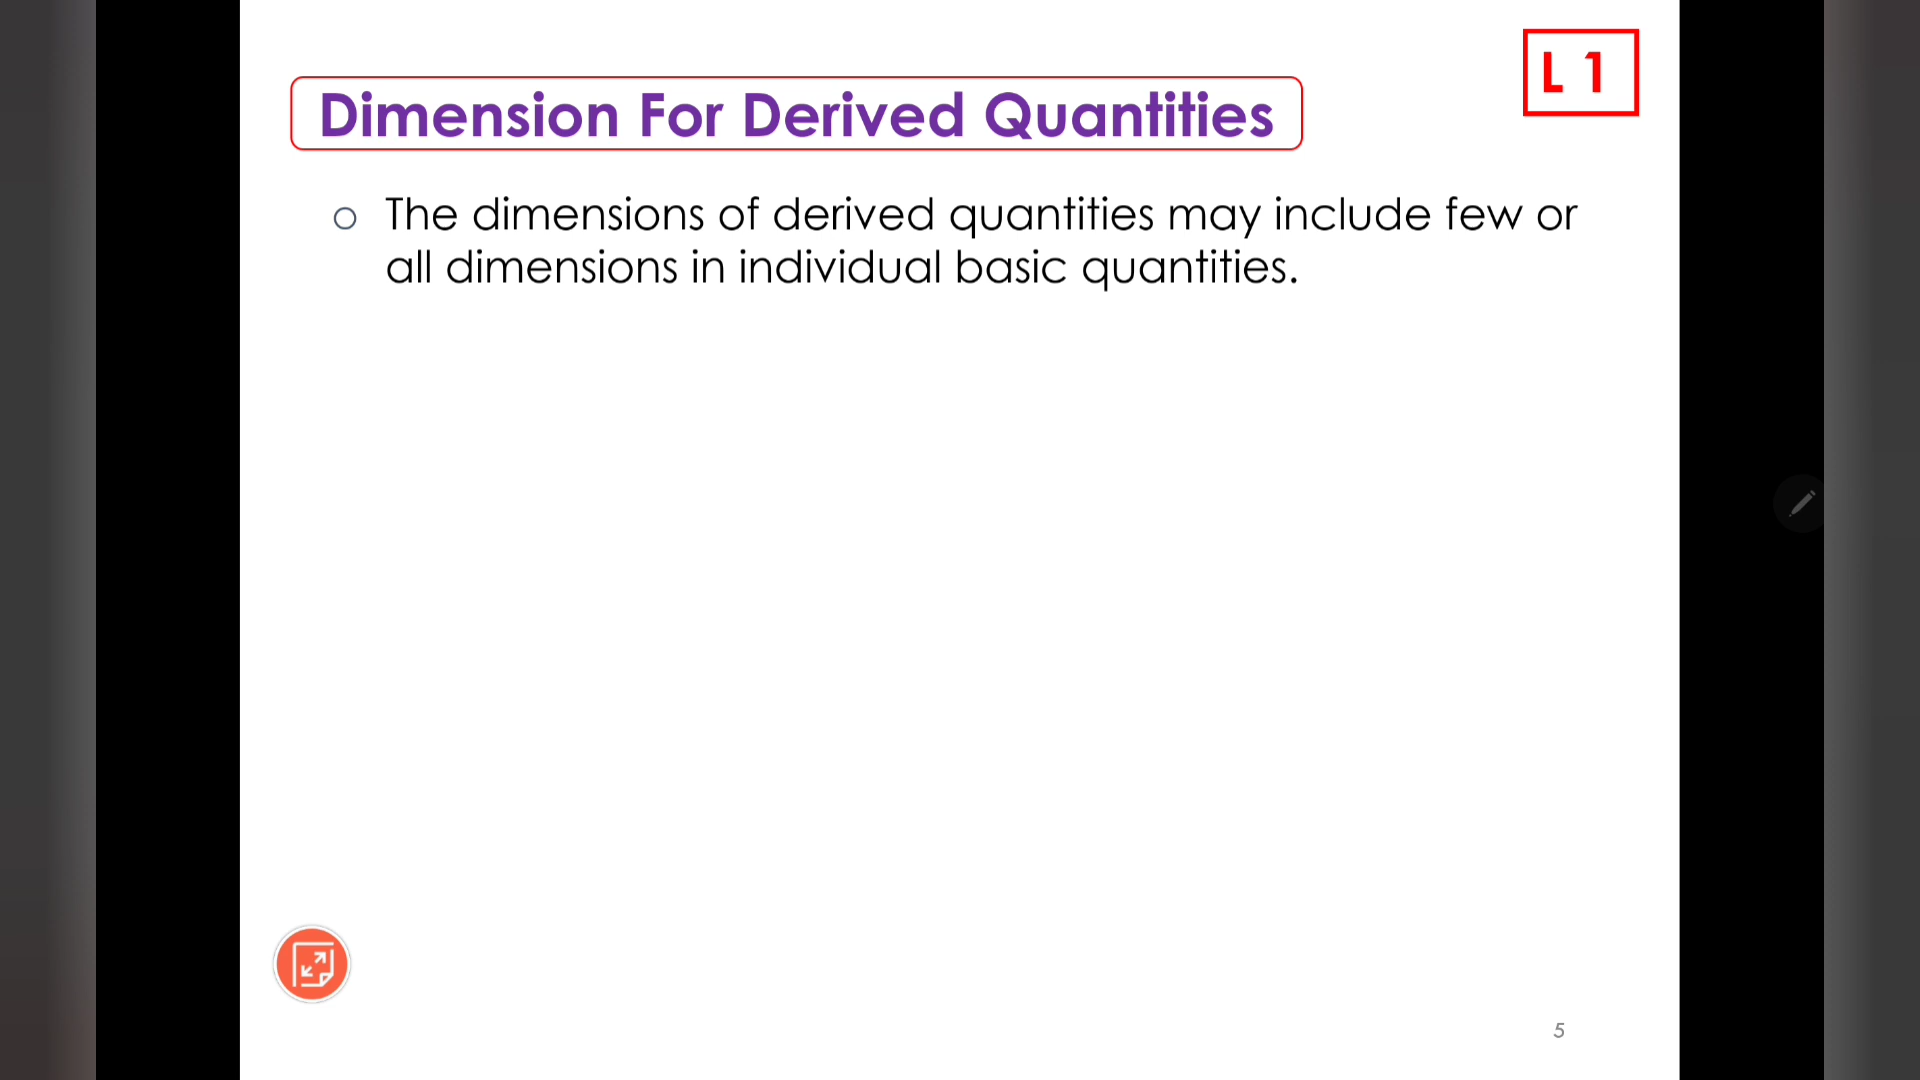 L 1
Dimension For Derived Quantities
The dimensions of derived quantities may include few or
all dimensions in individual basic quantities.
5